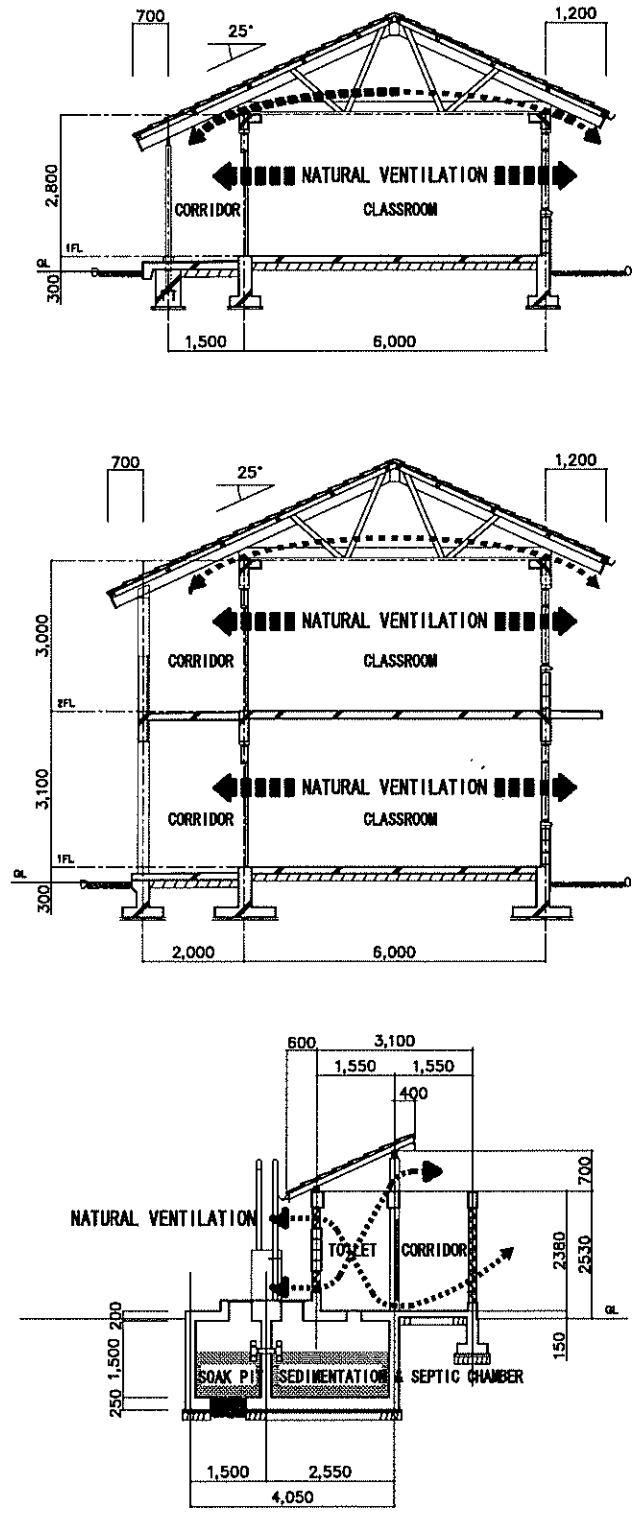 700
25°
1,200
2,800
NATURAL VENTILATION
CORRIDOR
CLASSROOM
1FL
GL
300
1,500
6,000
700
25°
1,200
3,000
NATURAL VENTILATION
CORRIDOR
CLASSROOM
2FL
3,100
NATURAL VENTILATION
CORRIDOR
CLASSROOM
1FL
GL
300
2,000
6,000
600
3,100
1,550
1,550
400
700
NATURAL VENTILATION
TOILET
CORRIDOR
2380
2530
GL
200
150
1,500
SOAK PIT
SEDIMENTATION & SEPTIC CHAMBER
250
1,500
2,550
4,050